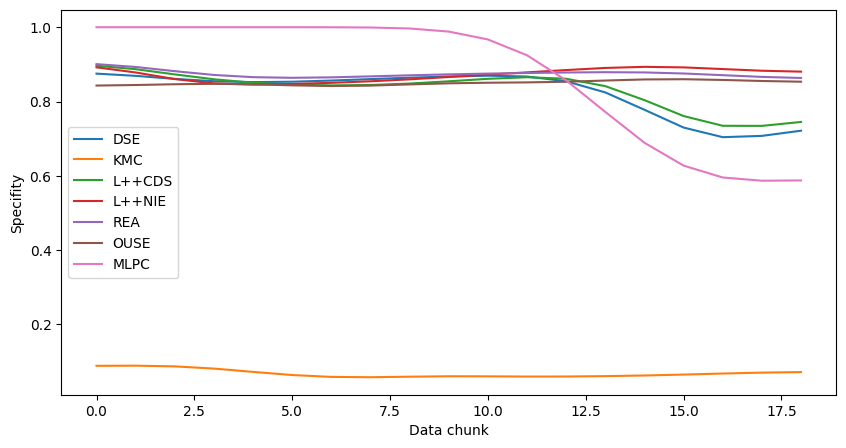 1.0
0.8
0.6
0.4
0.2
Specifity
DSE
KMC
L++CDS
L++NIE
REA
OUSE
MLPC
0.0 2.5 5.0 7.5 10.0 12.5 15.0 17.5
Data chunk